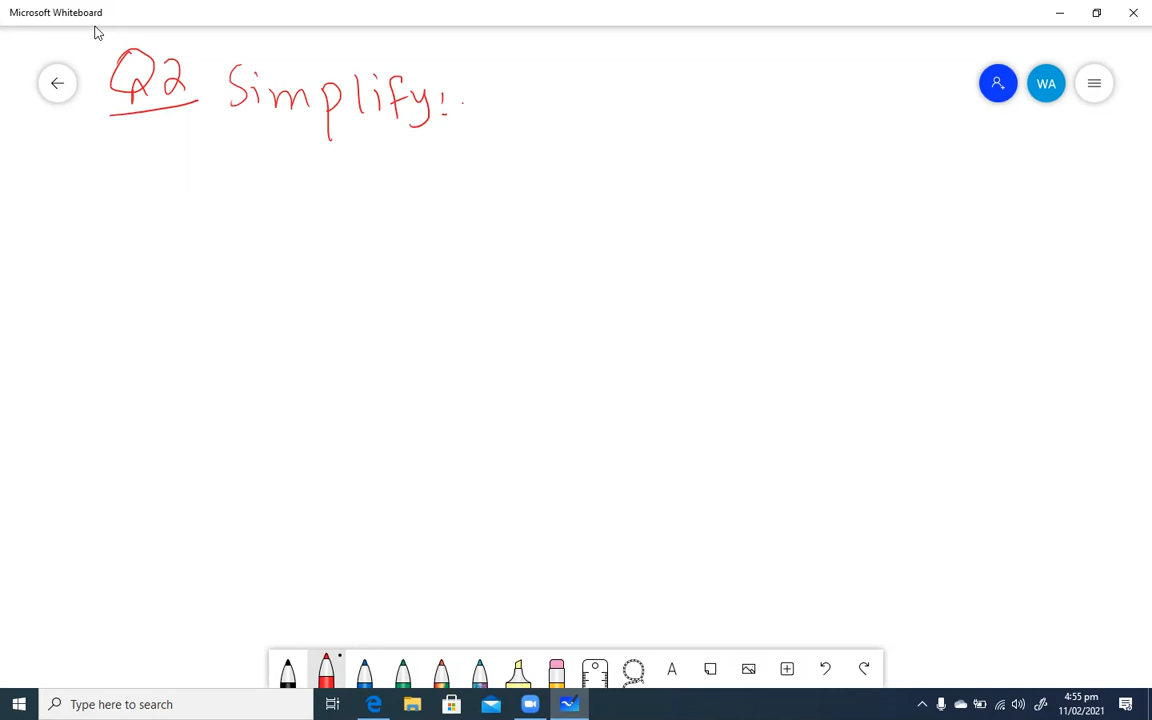 Microsoft Whiteboard
Q2 Simplify:
WA
A
Type here to search
4:55 pm
11/02/2021